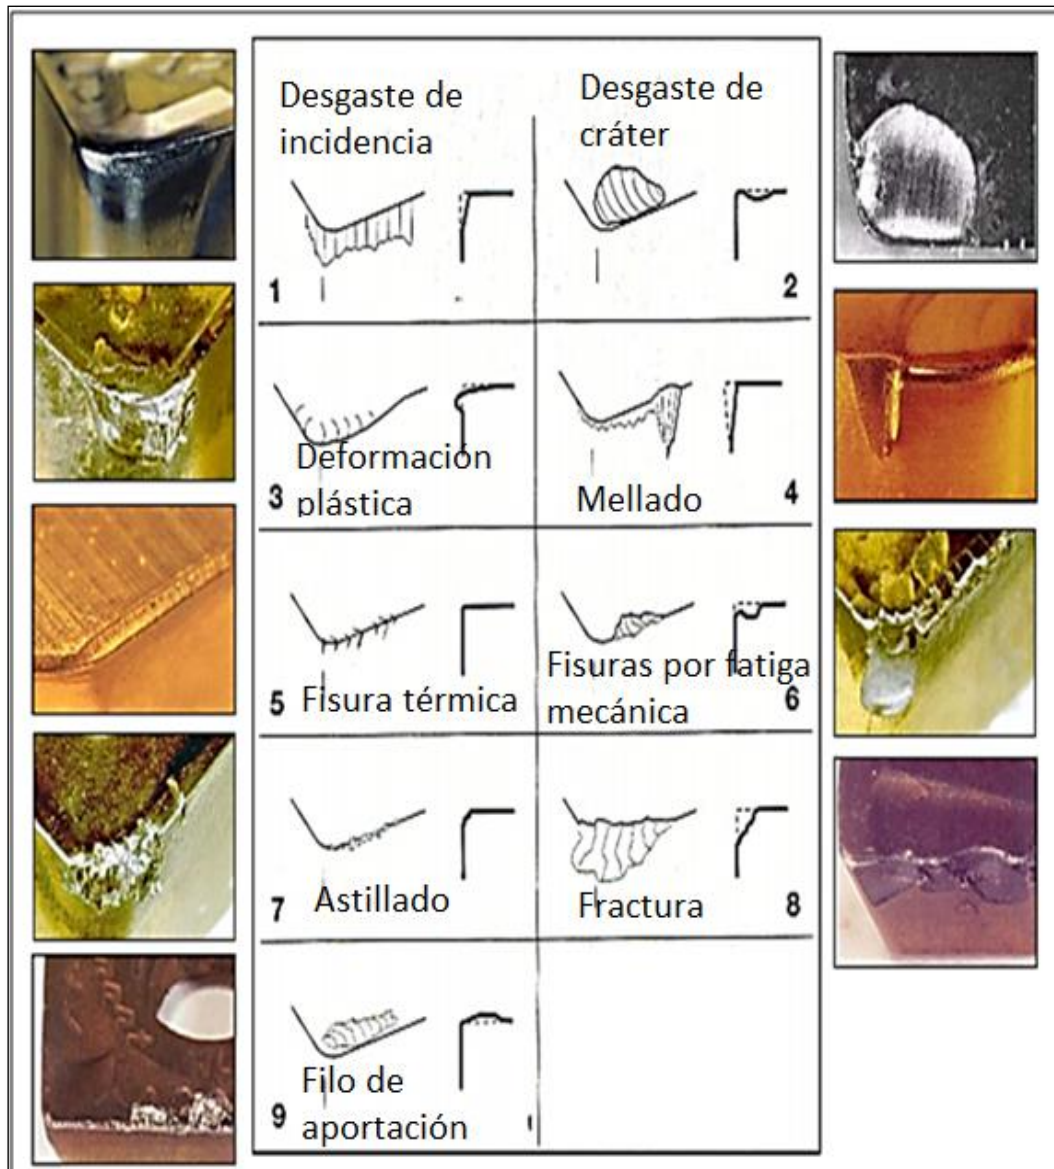 Desgaste de
incidencia
1
Desgaste de
cráter
2
Deformación
plástica
3
Mellado
4
Fisura térmica
5
Fisuras por fatiga
mecánica
6
Astillado
7
Fractura
8
Filo de
aportación
9